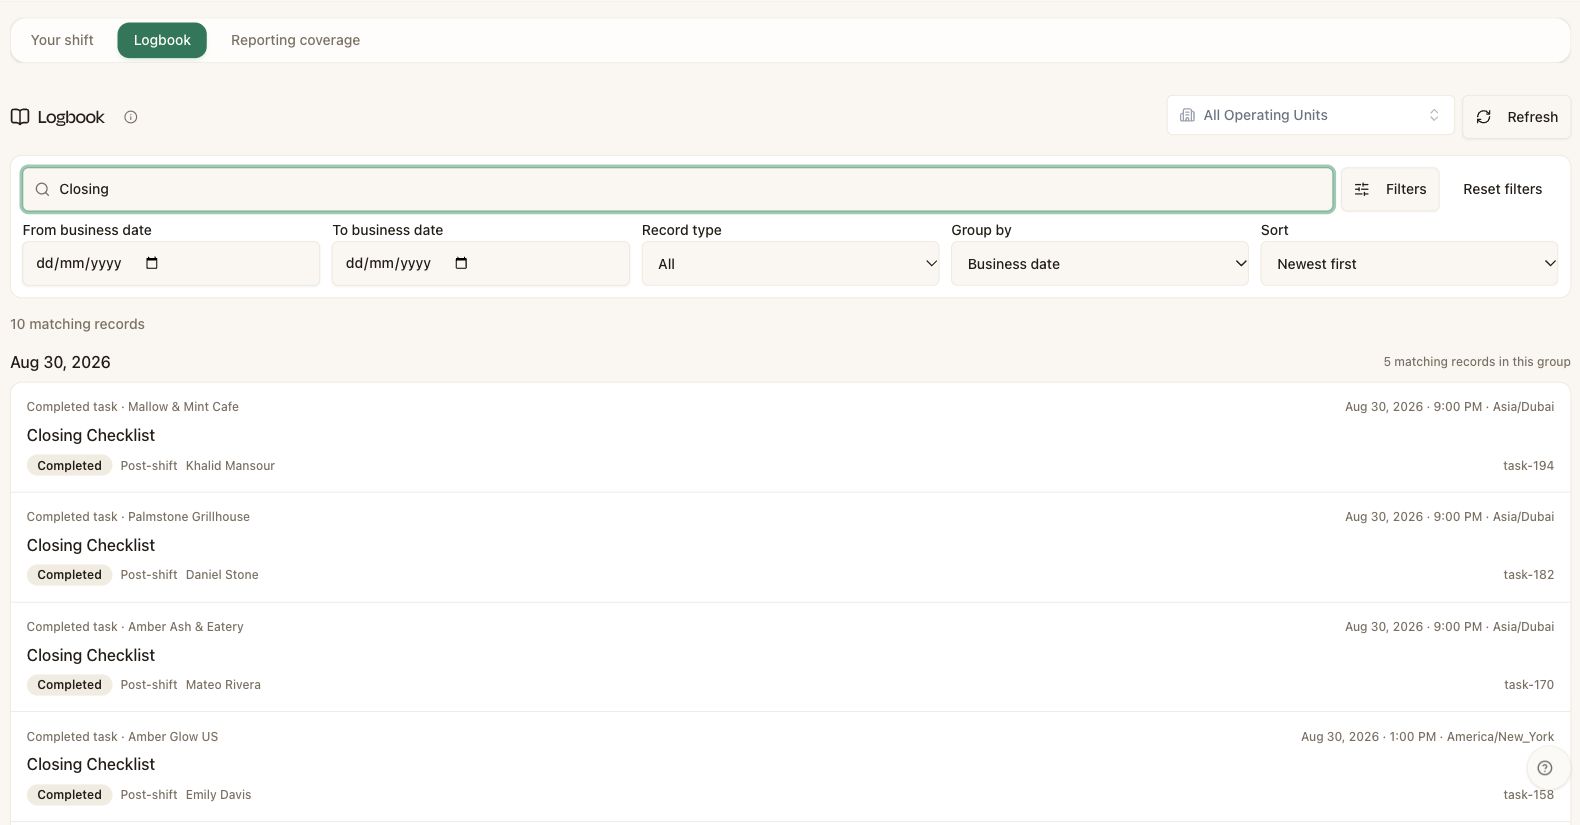 Your shift
Logbook
Reporting coverage
Logbook
All Operating Units
Refresh
Closing
Filters
Reset filters
From business date
To business date
Record type
Group by
Sort
dd/mm/yyyy
dd/mm/yyyy
All
Business date
Newest first
10 matching records
Aug 30, 2026
5 matching records in this group
Completed task · Mallow & Mint Cafe
Aug 30, 2026 · 9:00 PM · Asia/Dubai
Closing Checklist
Completed Post-shift Khalid Mansour
task-194
Completed task · Palmstone Grillhouse
Aug 30, 2026 · 9:00 PM · Asia/Dubai
Closing Checklist
Completed Post-shift Daniel Stone
task-182
Completed task · Amber Ash & Eatery
Aug 30, 2026 · 9:00 PM · Asia/Dubai
Closing Checklist
Completed Post-shift Mateo Rivera
task-170
Completed task · Amber Glow US
Aug 30, 2026 · 1:00 PM · America/New_York
Closing Checklist
Completed Post-shift Emily Davis
task-158